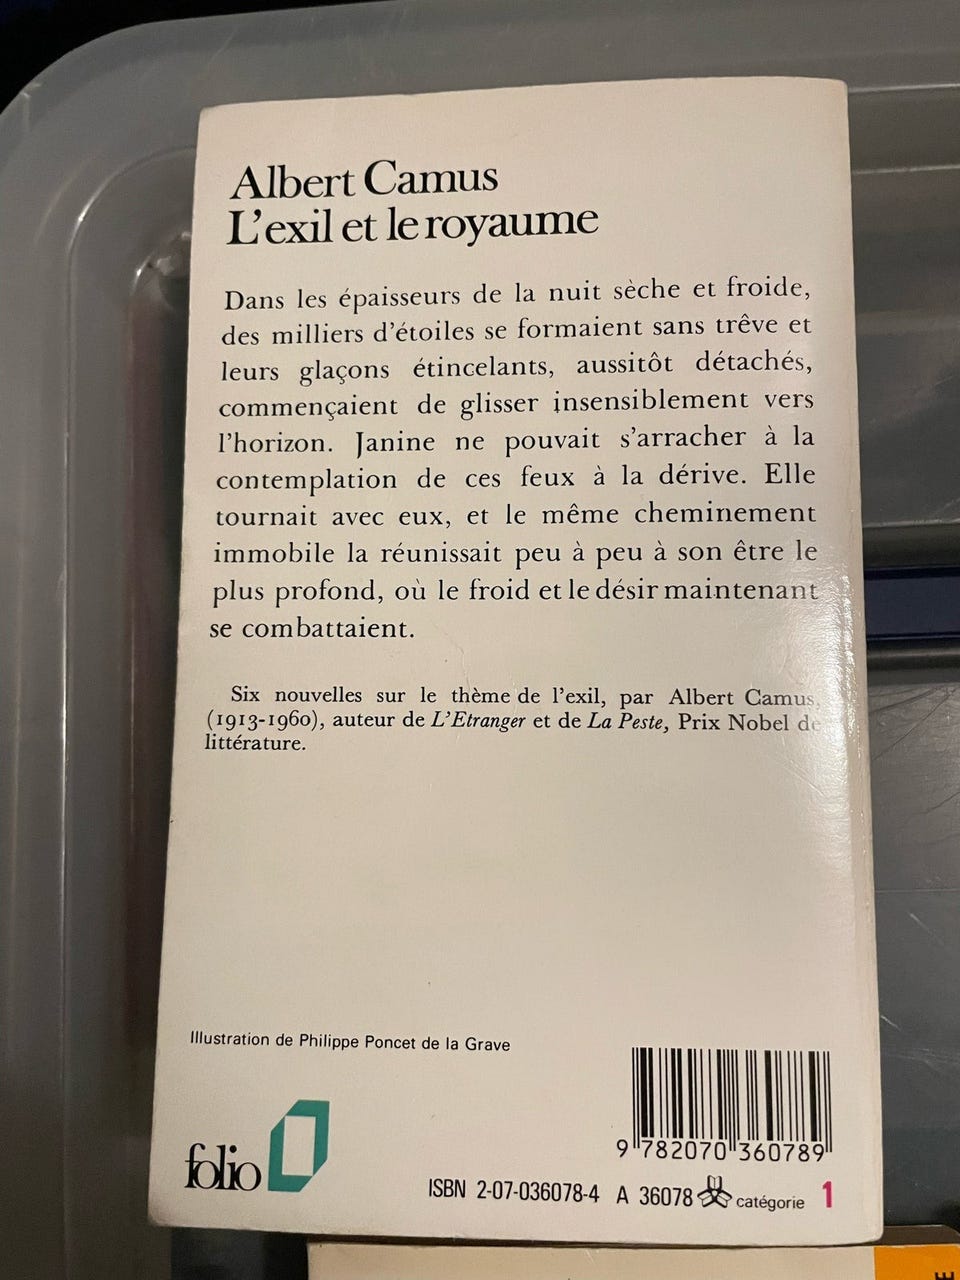 Albert Camus
L'exil et le royaume
Dans les épaisseurs de la nuit sèche et froide,
des milliers d'étoiles se formaient sans trêve et
leurs glaçons étincelants, aussitôt détachés,
commençaient de glisser insensiblement vers
l'horizon. Janine ne pouvait s'arracher à la
contemplation de ces feux à la dérive. Elle
tournait avec eux, et le même cheminement
immobile la réunissait peu à peu à son être le
plus profond, où le froid et le désir maintenant
se combattaient.
Six nouvelles sur le thème de l'exil, par Albert Camus,
(1913-1960), auteur de L'Etranger et de La Peste, Prix Nobel de
littérature.
Illustration de Philippe Poncet de la Grave
folio
9 782070 360789
ISBN 2-07-036078-4 A 36078 catégorie 1